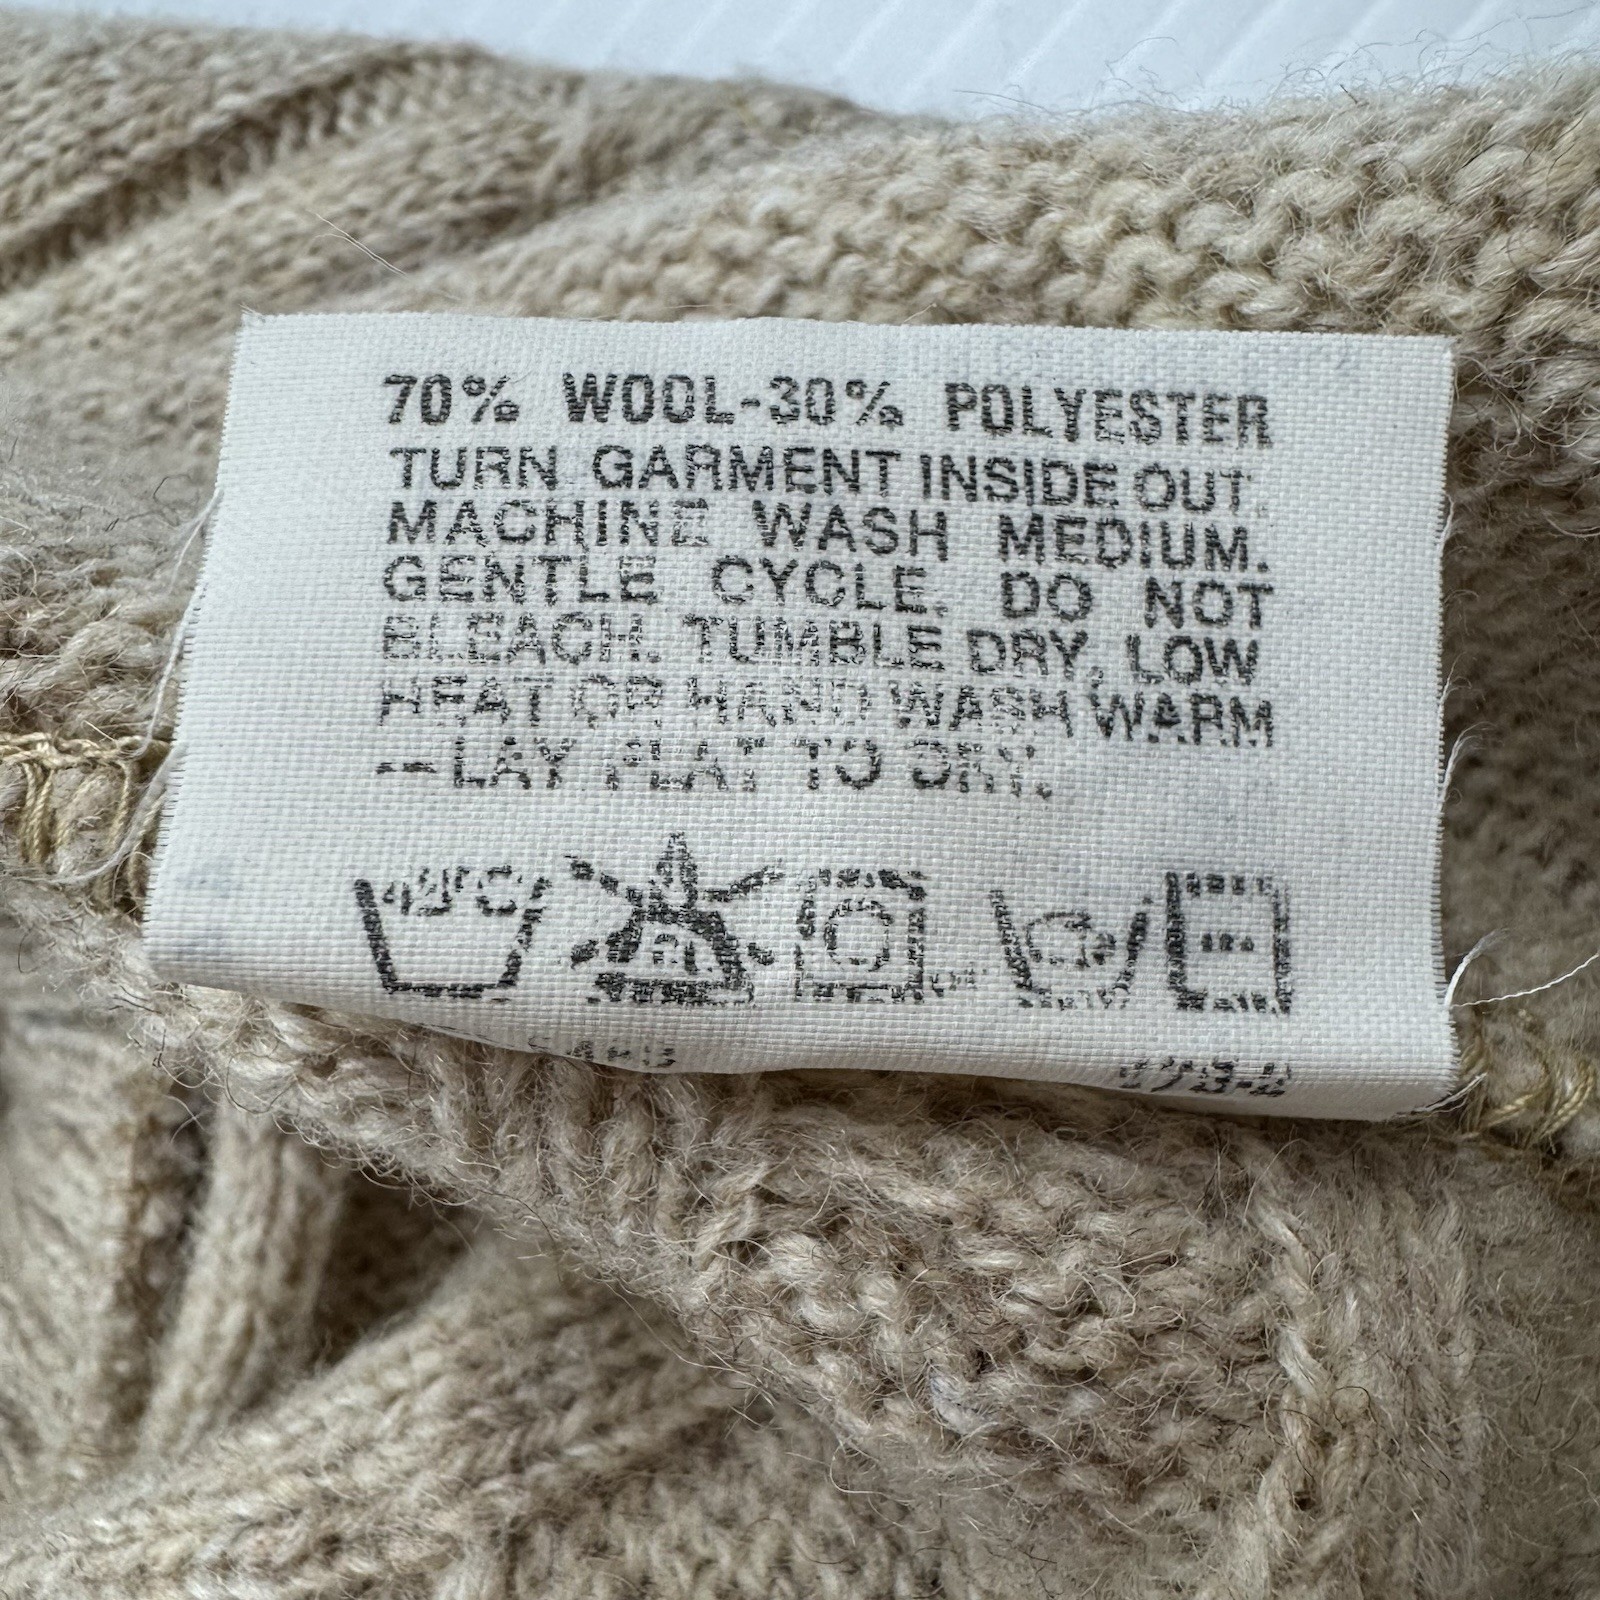 70% WOOL-30% POLYESTER
TURN GARMENT INSIDE OUT.
MACHINE WASH MEDIUM.
GENTLE CYCLE. DO NOT
BLEACH. TUMBLE DRY, LOW
HEAT OR HAND WASH WARM
—LAY FLAT TO DRY.